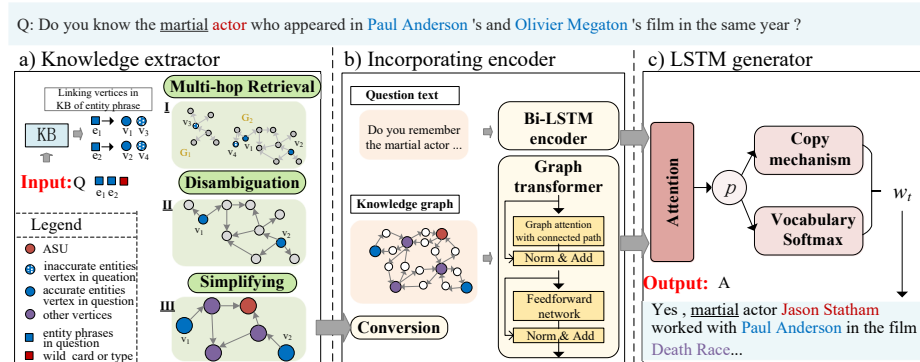 Q: Do you know the martial actor who appeared in Paul Anderson 's and Olivier Megaton 's film in the same year ?
a) Knowledge extractor
Linking vertices in
KB of entity phrase
KB
e1 v1 v3
e2 v2 v4
Input: Q
e1 e2
Legend
ASU
inaccurate entities
vertex in queation
accurate entities
vertex in question
other vertices
entity phrases
in question
wild card or type
Multi-hop Retrieval
I
G2
v3
v1
v4
v2
G1
Disambiguation
II
v1
v2
Simplifying
III
v1
v2
b) Incorporating encoder
Question text
Do you remember
the martial actor ...
Knowledge graph
Conversion
Bi-LSTM
encoder
Graph
transformer
Graph attention
with connected path
Norm & Add
Feedforward
network
Norm & Add
c) LSTM generator
Attention
p
Copy
mechanism
Vocabulary
Softmax
wt
Output: A
Yes , martial actor Jason Statham
worked with Paul Anderson in the film
Death Race...